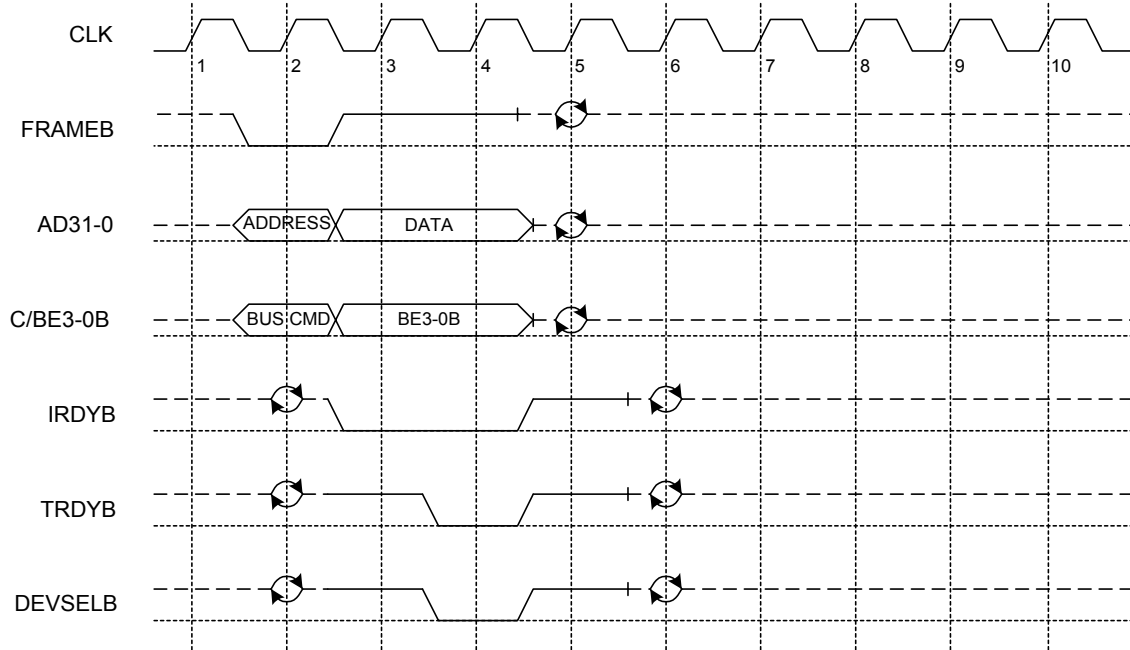 CLK
1 2 3 4 5 6 7 8 9 10
FRAMEB
AD31-0 ADDRESS DATA
C/BE3-0B BUS CMD BE3-0B
IRDYB
TRDYB
DEVSELB